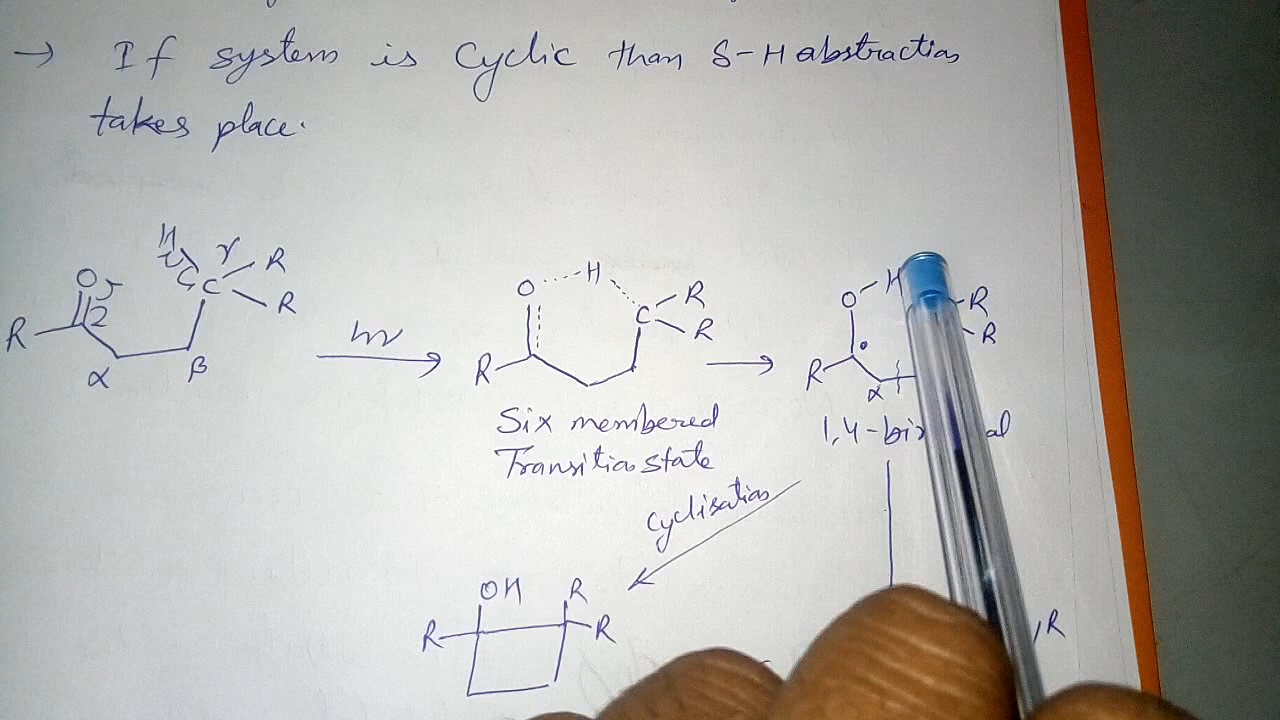 → If system is Cyclic than δ-H abstraction
takes place.
H γ R
O C R
R 2
α β
hν
O H
C R
R
R
Six membered
Transition state
O-H
R
R
R
α
1,4-bi
al
cyclisation
OH R
R R
R